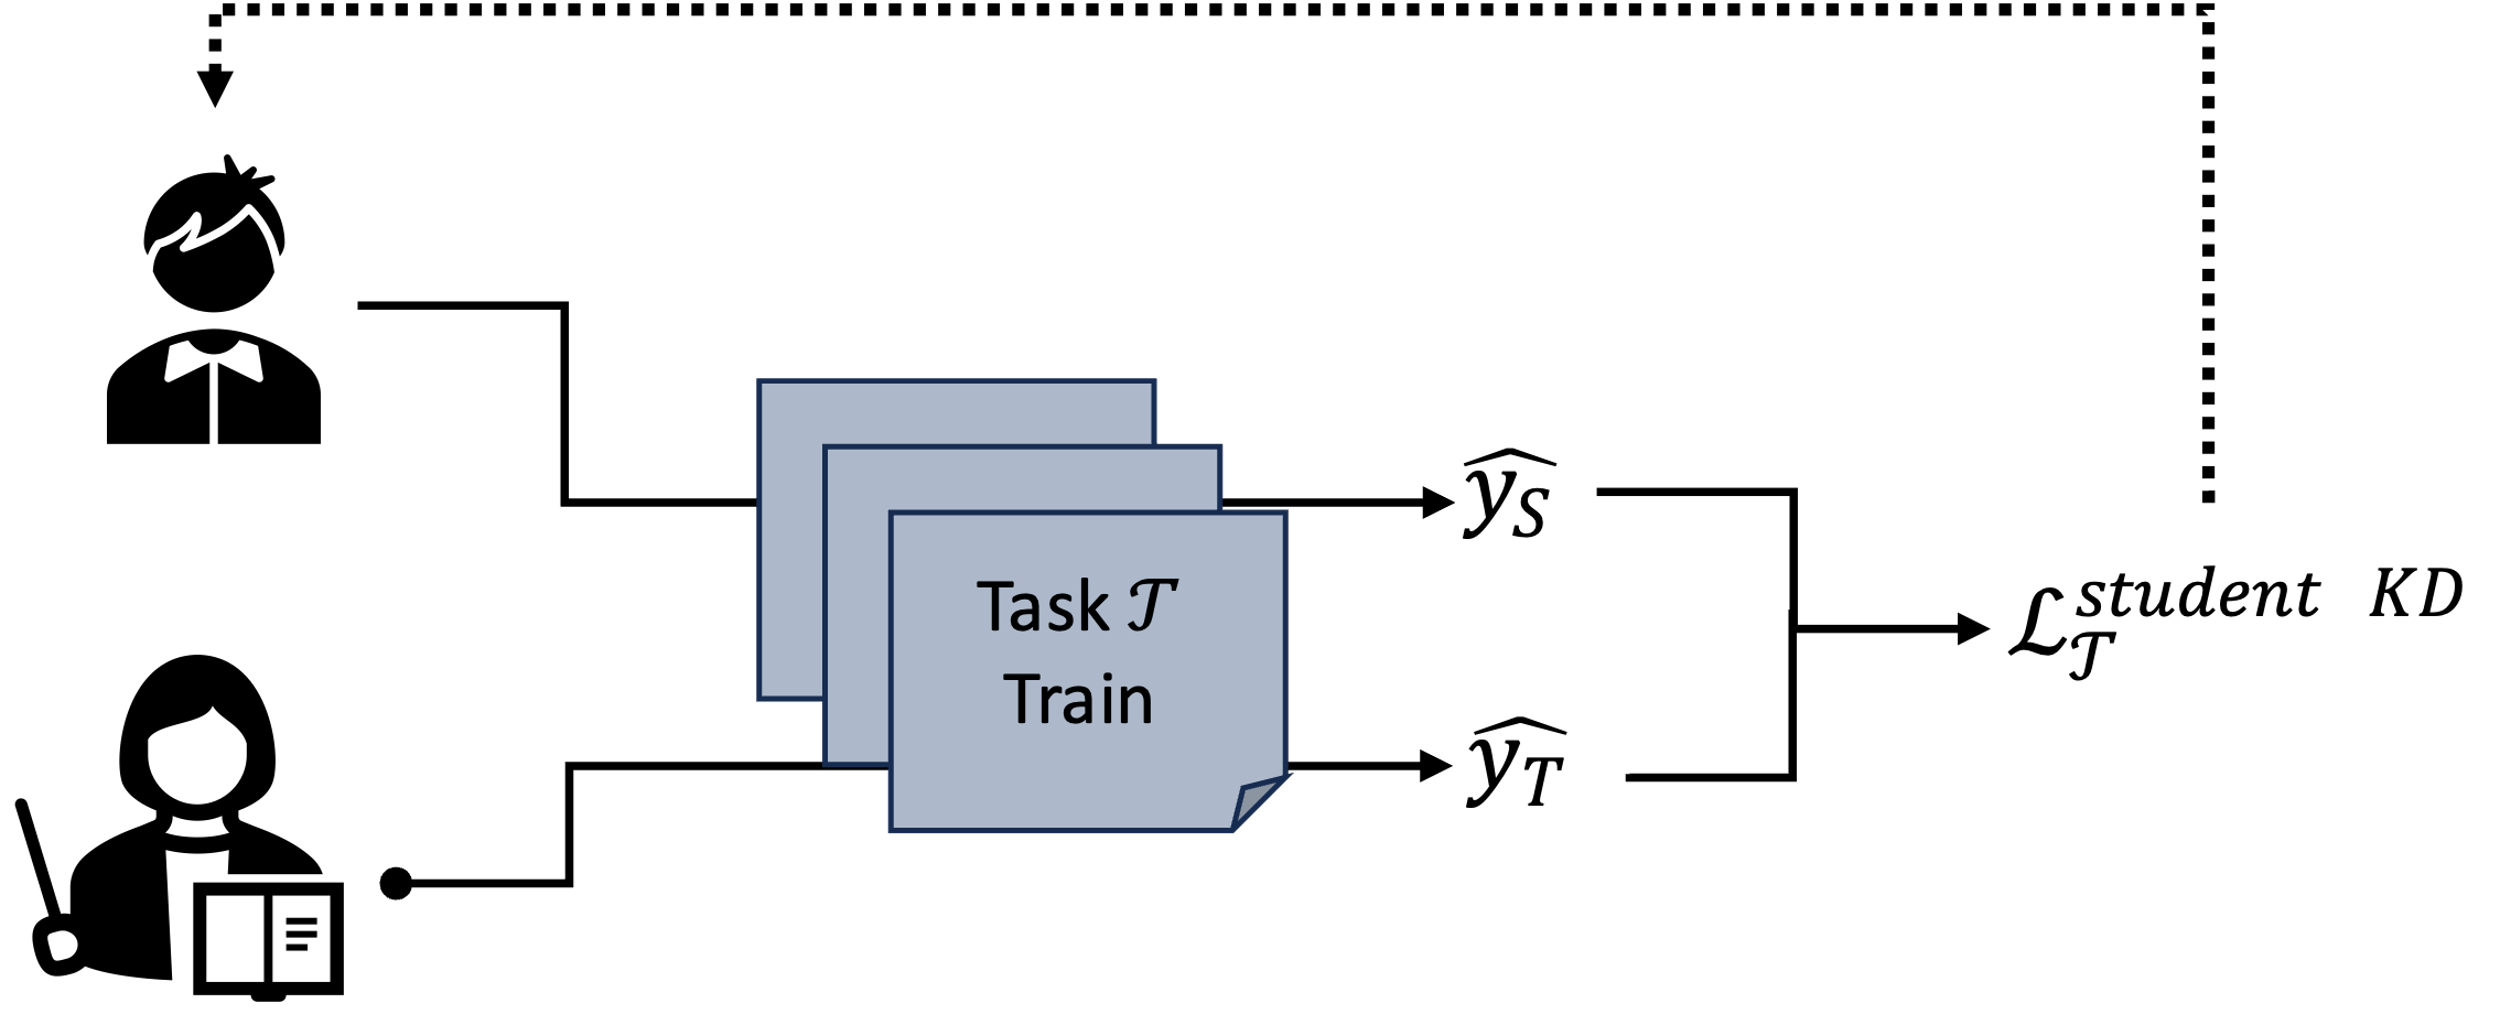 Task 𝒯
Train
ŷ_S
ŷ_T
ℒ_𝒯^student KD